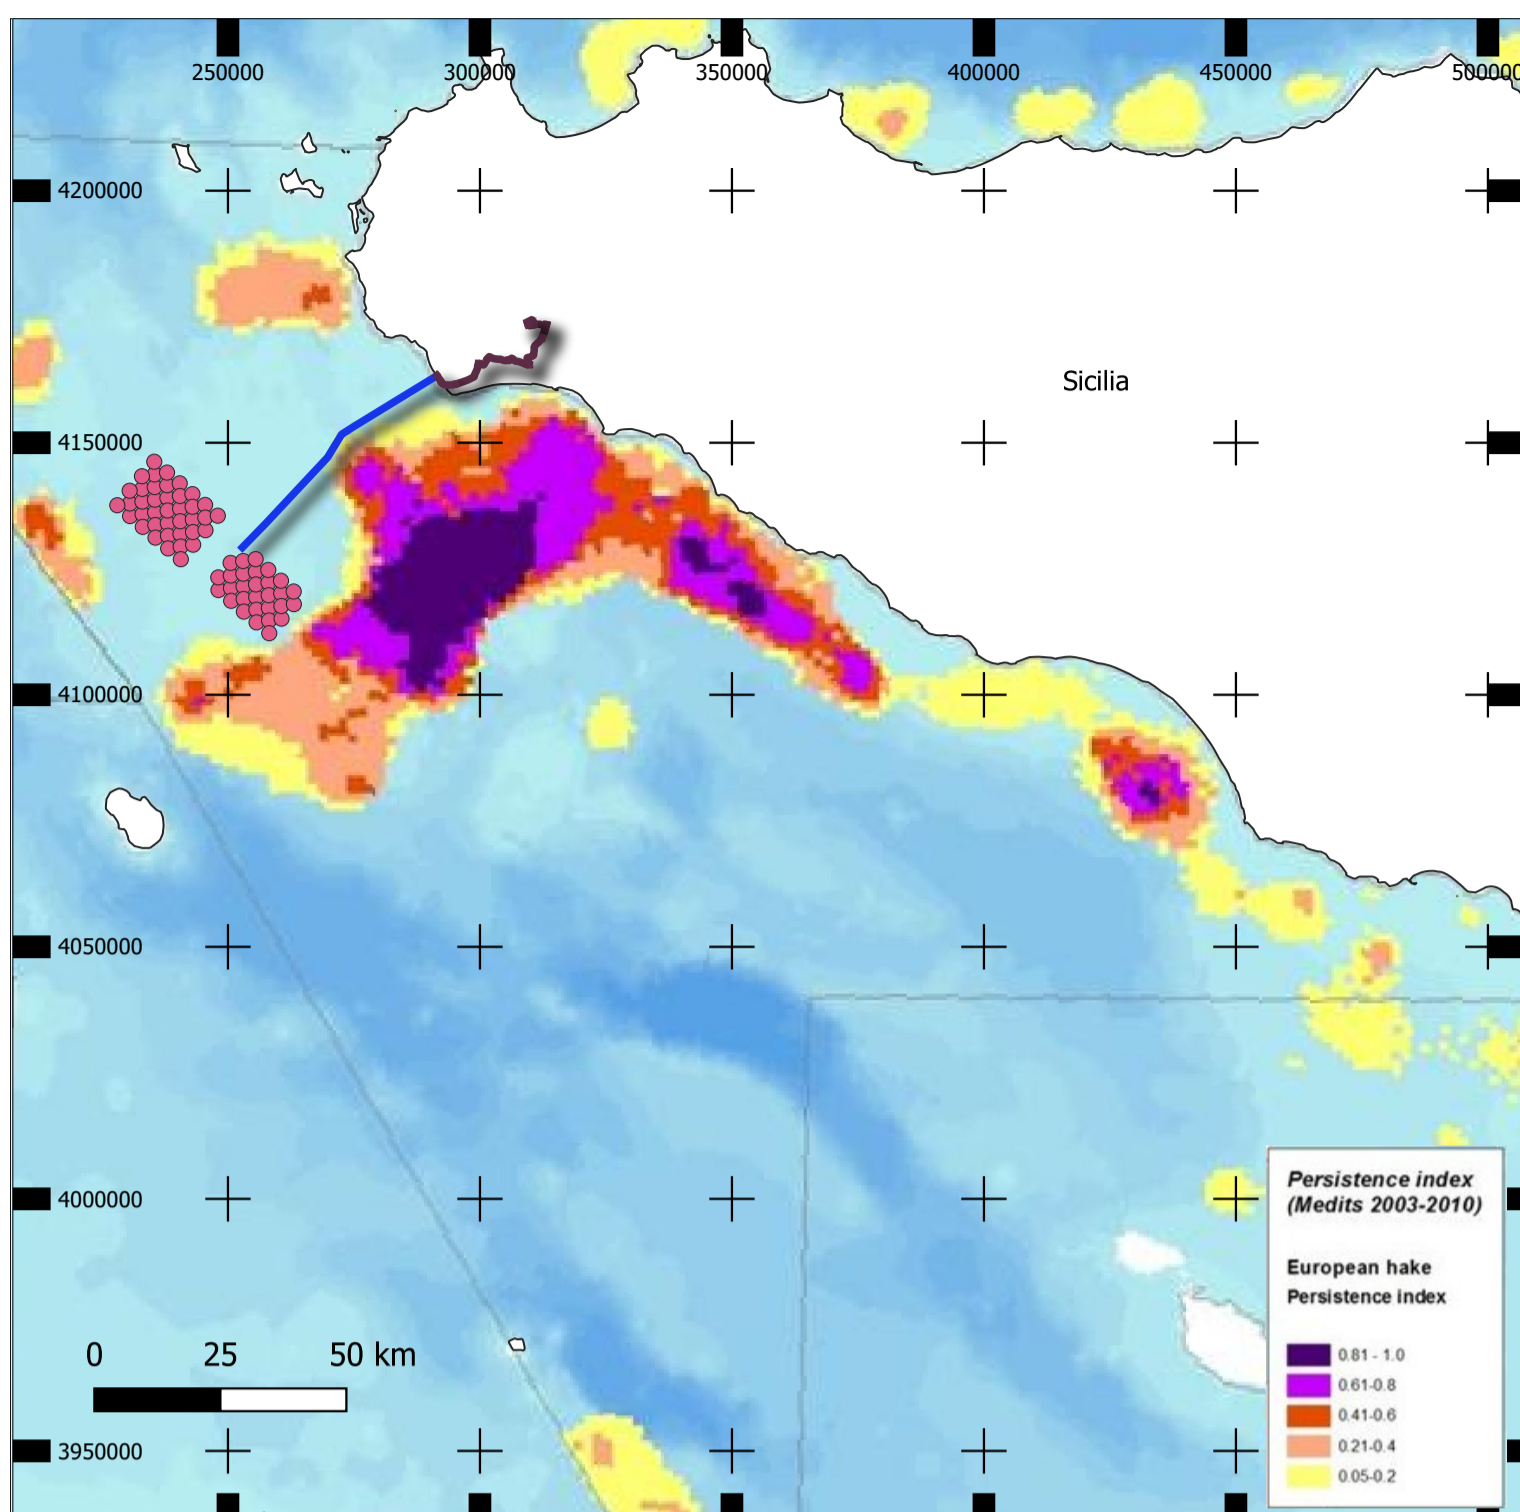 250000 300000 350000 400000 450000 500000
4200000
Sicilia
4150000
4100000
4050000
4000000
Persistence index
(Medits 2003-2010)
European hake
Persistence index
0.81 - 1.0
0.61-0.8
0.41-0.6
0.21-0.4
0.05-0.2
0 25 50 km
3950000